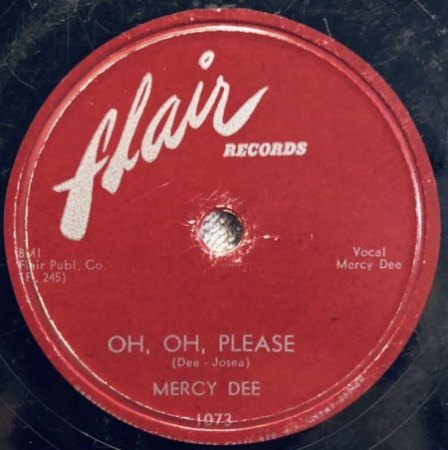 flair
RECORDS
BMI
Flair Publ. Co.
(F. 245)
Vocal
Mercy Dee
OH, OH, PLEASE
(Dee - Josea)
MERCY DEE
1073